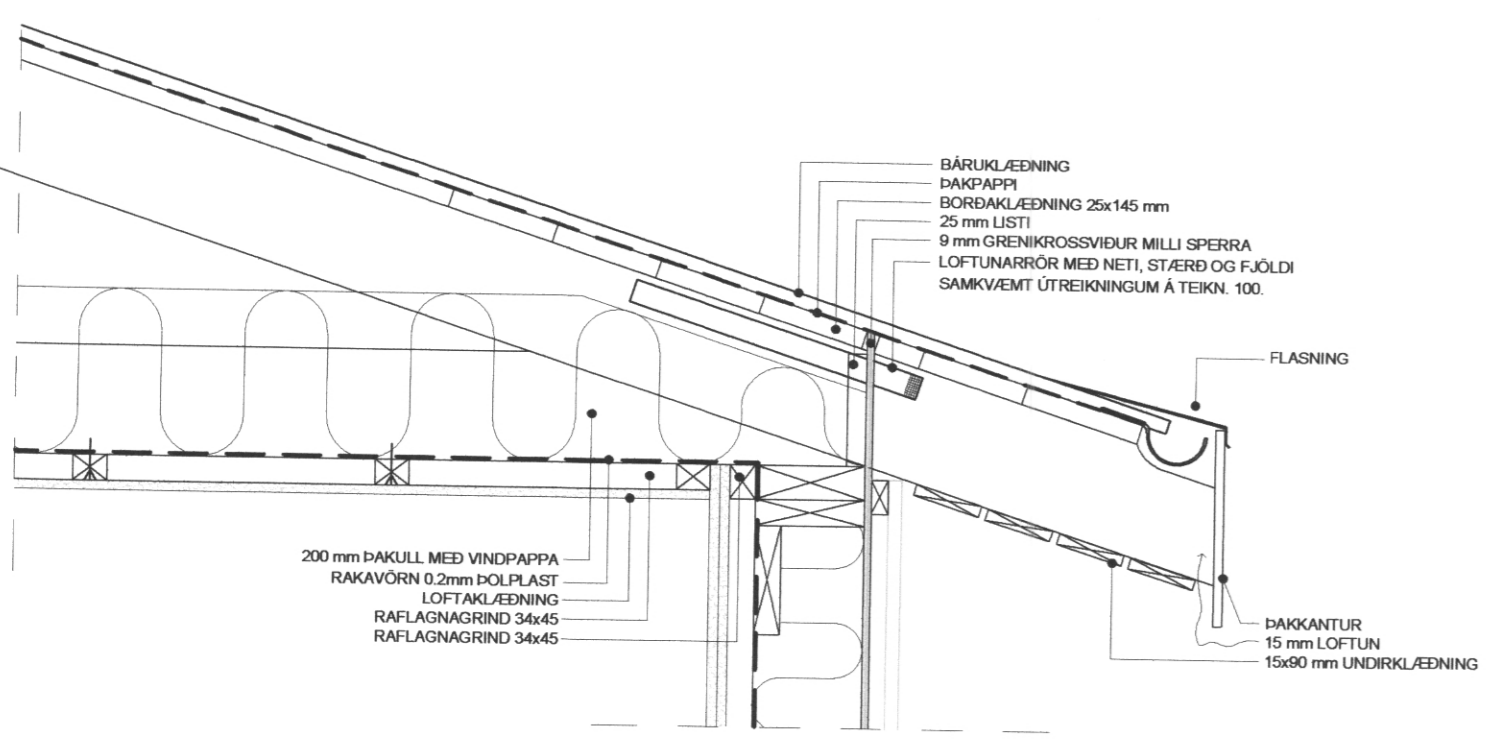 BÁRUKLÆÐNING
ÞAKPAPPI
BORÐAKLÆÐNING 25x145 mm
25 mm LISTI
9 mm GRENIKROSSVIÐUR MILLI SPERRA
LOFTUNARRÖR MEÐ NETI, STÆRÐ OG FJÖLDI
SAMKVÆMT ÚTREIKNINGUM Á TEIKN. 100.
FLASNING
200 mm ÞAKULL MEÐ VINDPAPPA
RAKAVÖRN 0.2mm ÞOLPLAST
LOFTAKLÆÐNING
RAFLAGNAGRIND 34x45
RAFLAGNAGRIND 34x45
ÞAKKANTUR
15 mm LOFTUN
15x90 mm UNDIRKLÆÐNING